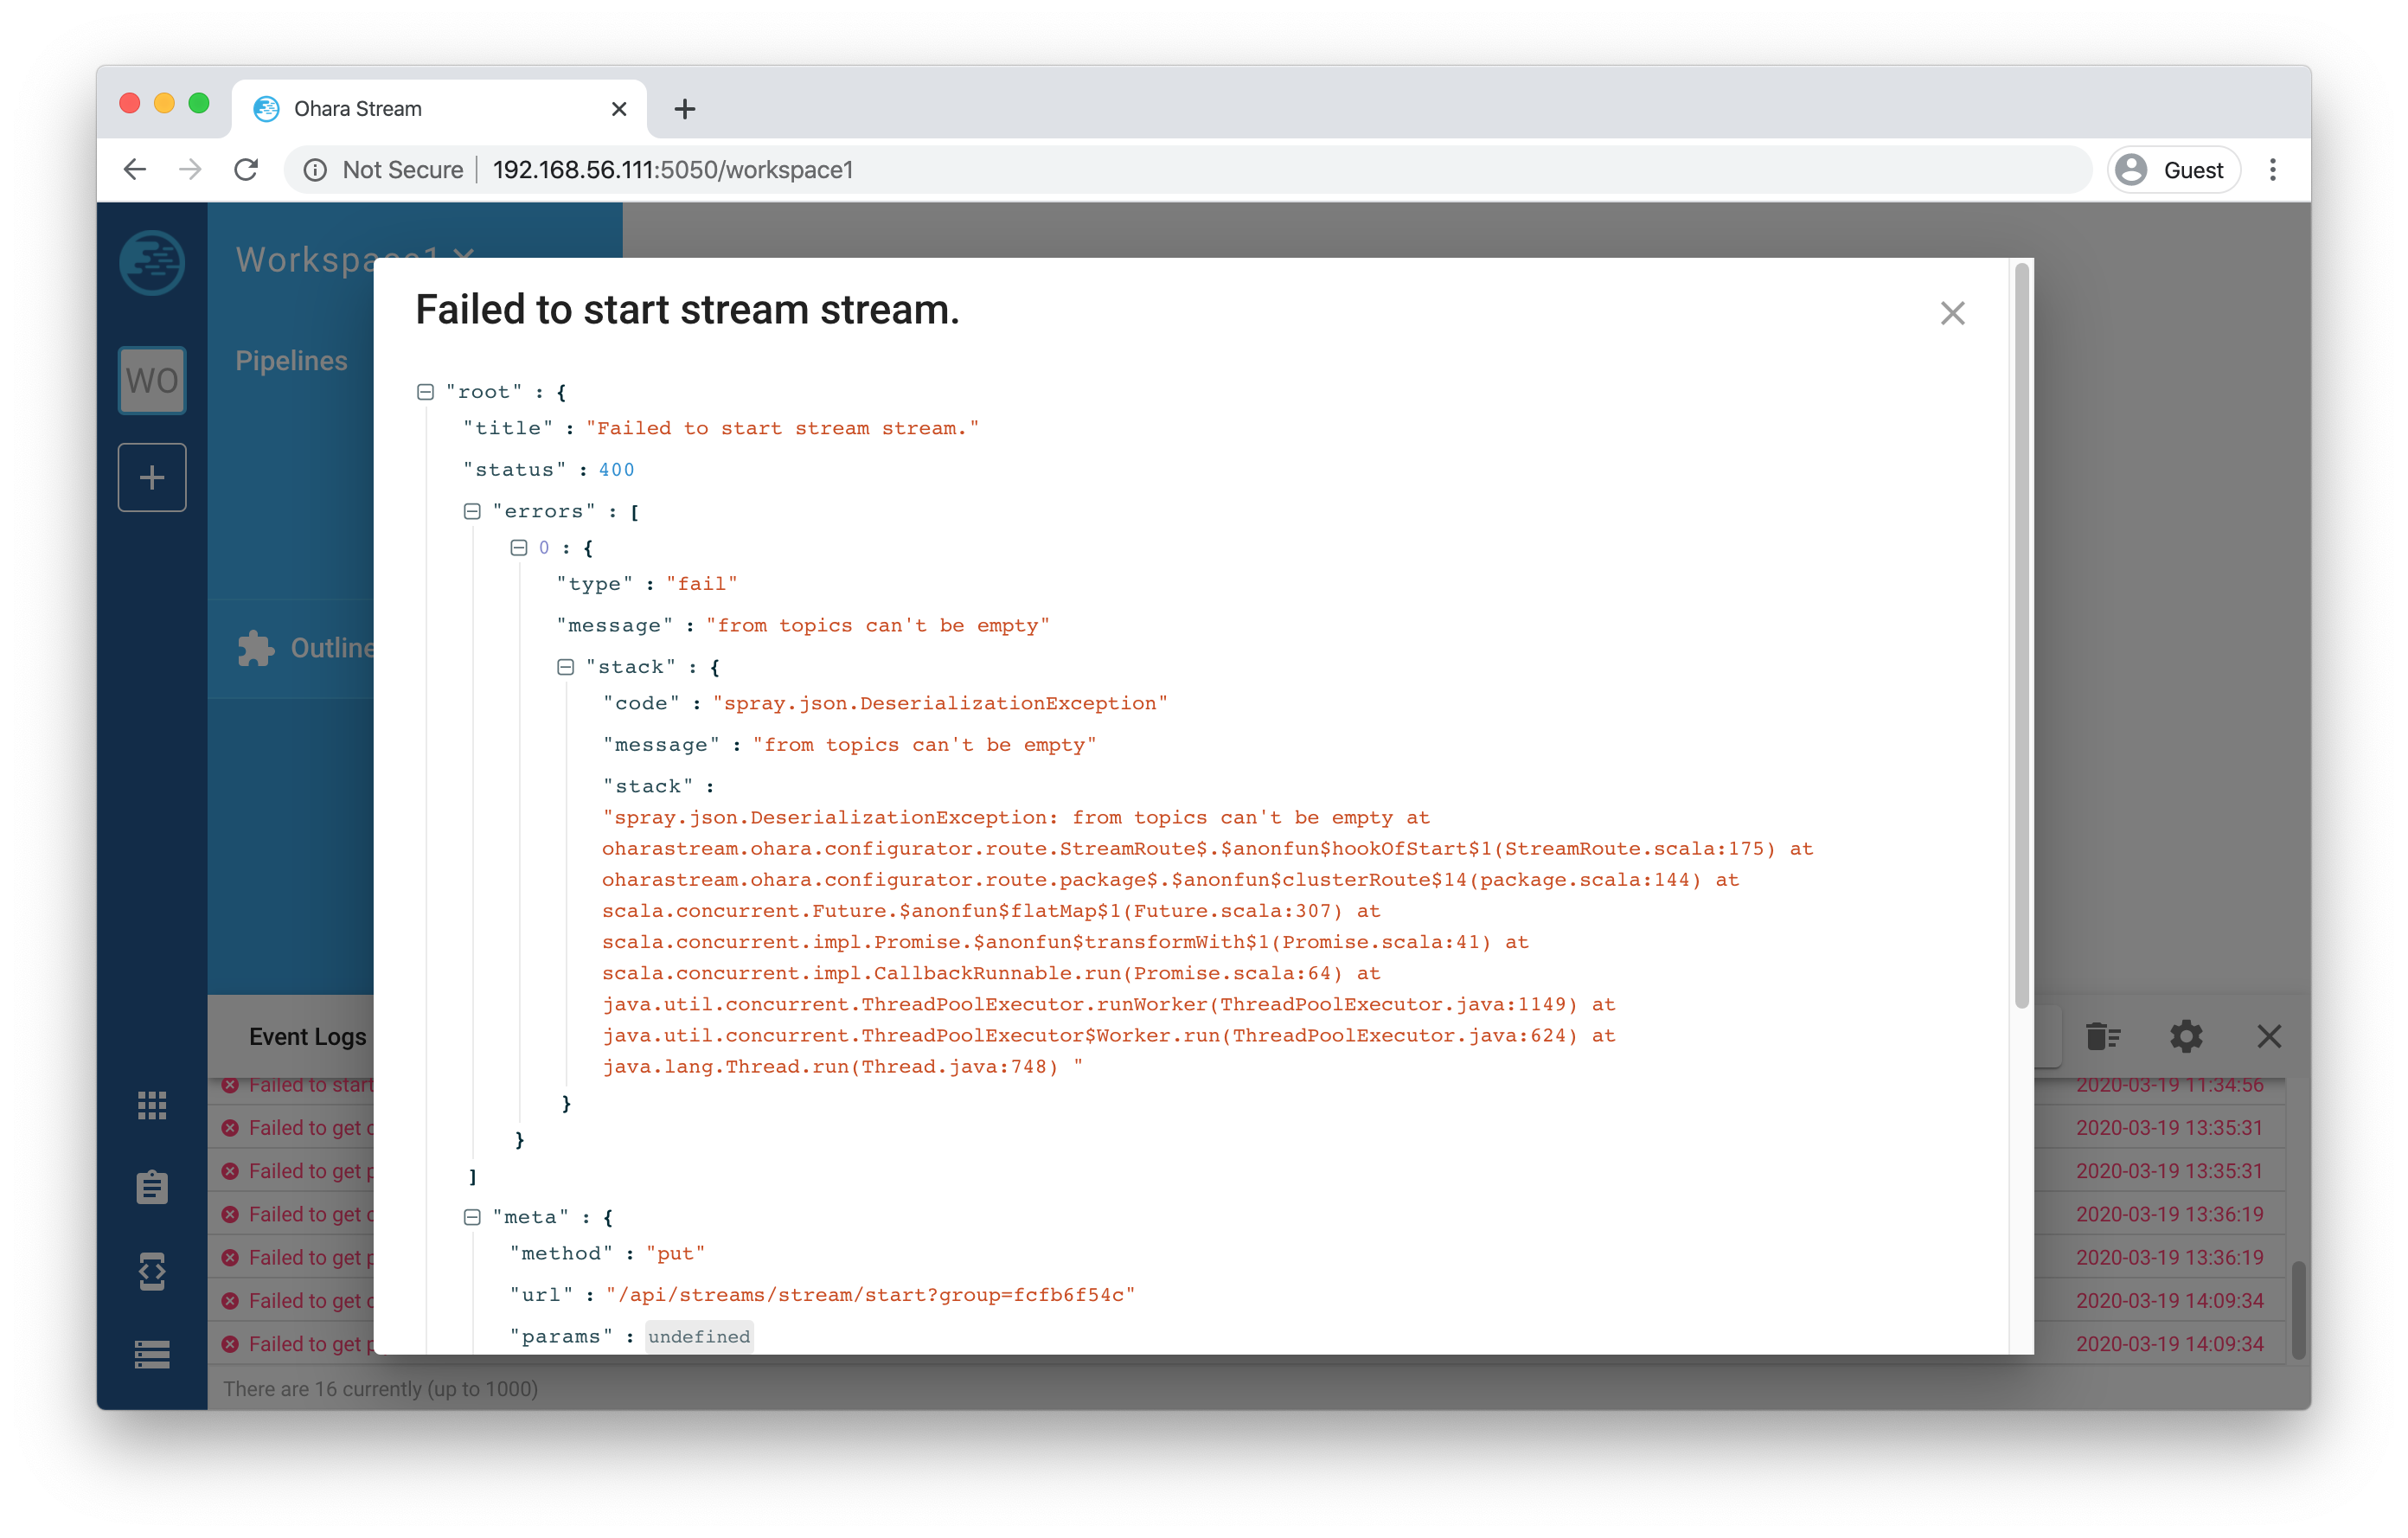 Ohara Stream
Not Secure 192.168.56.111:5050/workspace1
Guest
WO
Pipelines
Outline
Failed to start stream stream.
"root" : {
"title" : "Failed to start stream stream."
"status" : 400
"errors" : [
0 : {
"type" : "fail"
"message" : "from topics can't be empty"
"stack" : {
"code" : "spray.json.DeserializationException"
"message" : "from topics can't be empty"
"stack" :
"spray.json.DeserializationException: from topics can't be empty at
oharastream.ohara.configurator.route.StreamRoute$.$anonfun$hookOfStart$1(StreamRoute.scala:175) at
oharastream.ohara.configurator.route.package$.$anonfun$clusterRoute$14(package.scala:144) at
scala.concurrent.Future.$anonfun$flatMap$1(Future.scala:307) at
scala.concurrent.impl.Promise.$anonfun$transformWith$1(Promise.scala:41) at
scala.concurrent.impl.CallbackRunnable.run(Promise.scala:64) at
java.util.concurrent.ThreadPoolExecutor.runWorker(ThreadPoolExecutor.java:1149) at
java.util.concurrent.ThreadPoolExecutor$Worker.run(ThreadPoolExecutor.java:624) at
java.lang.Thread.run(Thread.java:748) "
}
}
]
"meta" : {
"method" : "put"
"url" : "/api/streams/stream/start?group=fcfb6f54c"
"params" : undefined
Event Logs
Failed to start 2020-03-19 11:34:56
Failed to get 2020-03-19 13:35:31
Failed to get 2020-03-19 13:35:31
Failed to get 2020-03-19 13:36:19
Failed to get 2020-03-19 13:36:19
Failed to get 2020-03-19 14:09:34
Failed to get 2020-03-19 14:09:34
There are 16 currently (up to 1000)